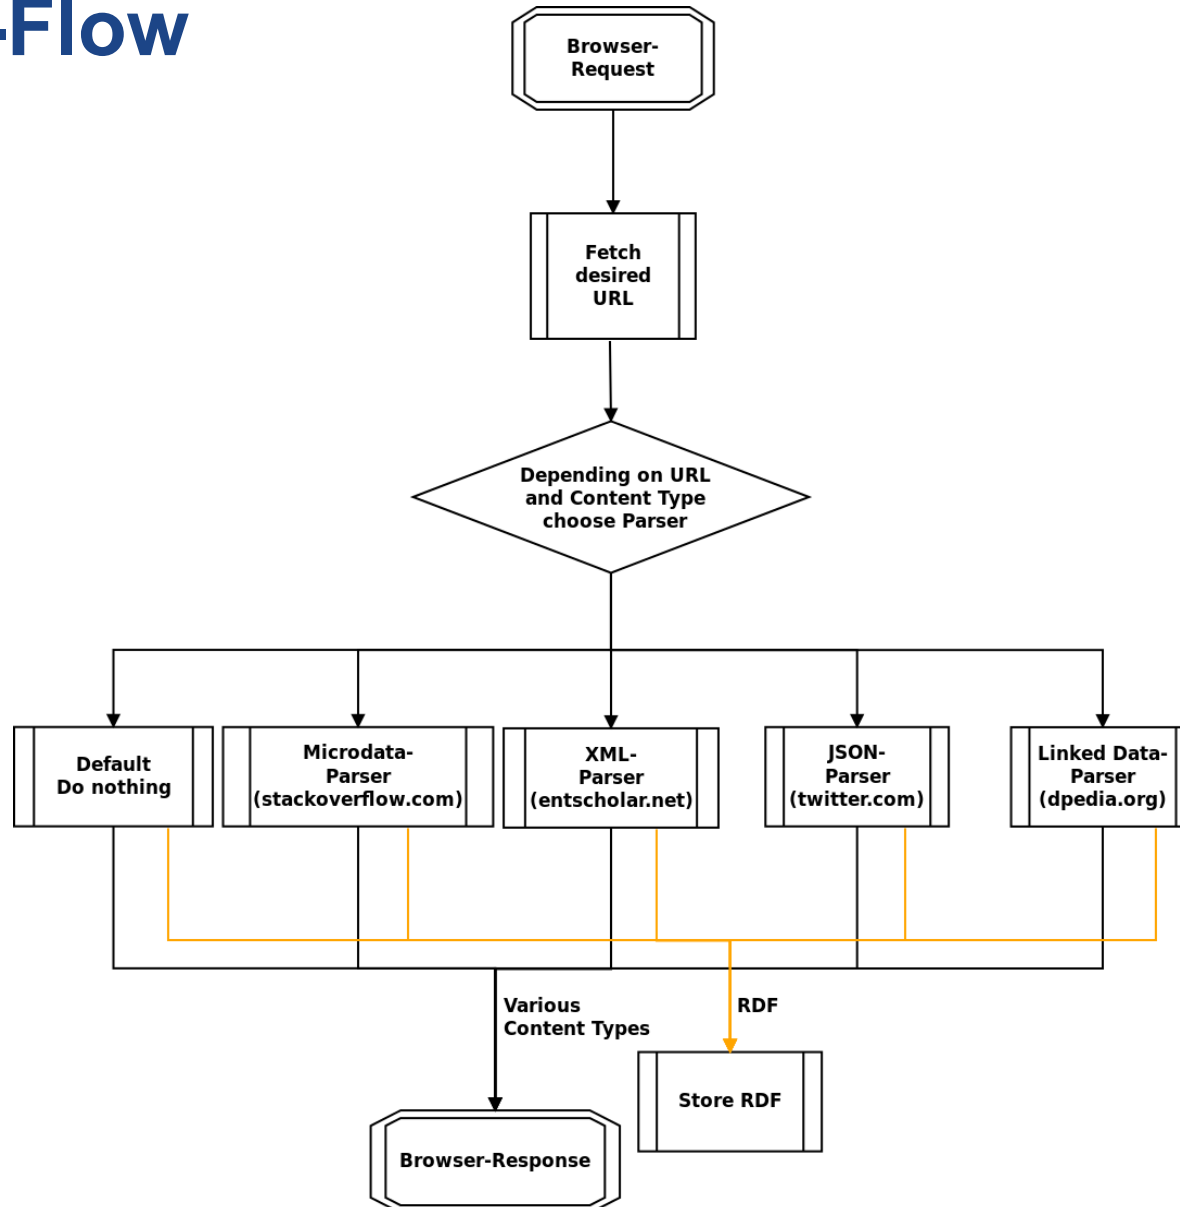 -Flow
Browser-
Request
Fetch
desired
URL
Depending on URL
and Content Type
choose Parser
Default
Do nothing
Microdata-
Parser
(stackoverflow.com)
XML-
Parser
(entscholar.net)
JSON-
Parser
(twitter.com)
Linked Data-
Parser
(dpedia.org)
Various
Content Types
RDF
Store RDF
Browser-Response